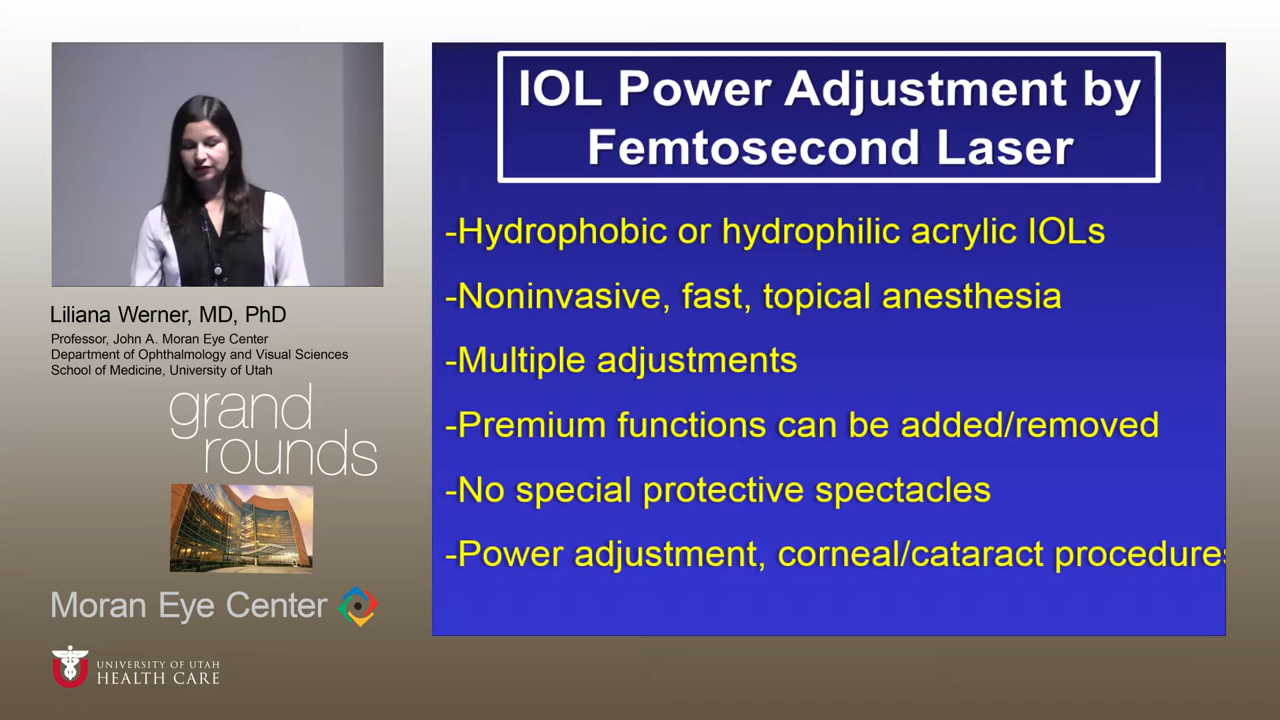 IOL Power Adjustment by
Femtosecond Laser
-Hydrophobic or hydrophilic acrylic IOLs
-Noninvasive, fast, topical anesthesia
-Multiple adjustments
-Premium functions can be added/removed
-No special protective spectacles
-Power adjustment, corneal/cataract procedures
Liliana Werner, MD, PhD
Professor, John A. Moran Eye Center
Department of Ophthalmology and Visual Sciences
School of Medicine, University of Utah
grand
rounds
Moran Eye Center
U
UNIVERSITY OF UTAH
HEALTH CARE